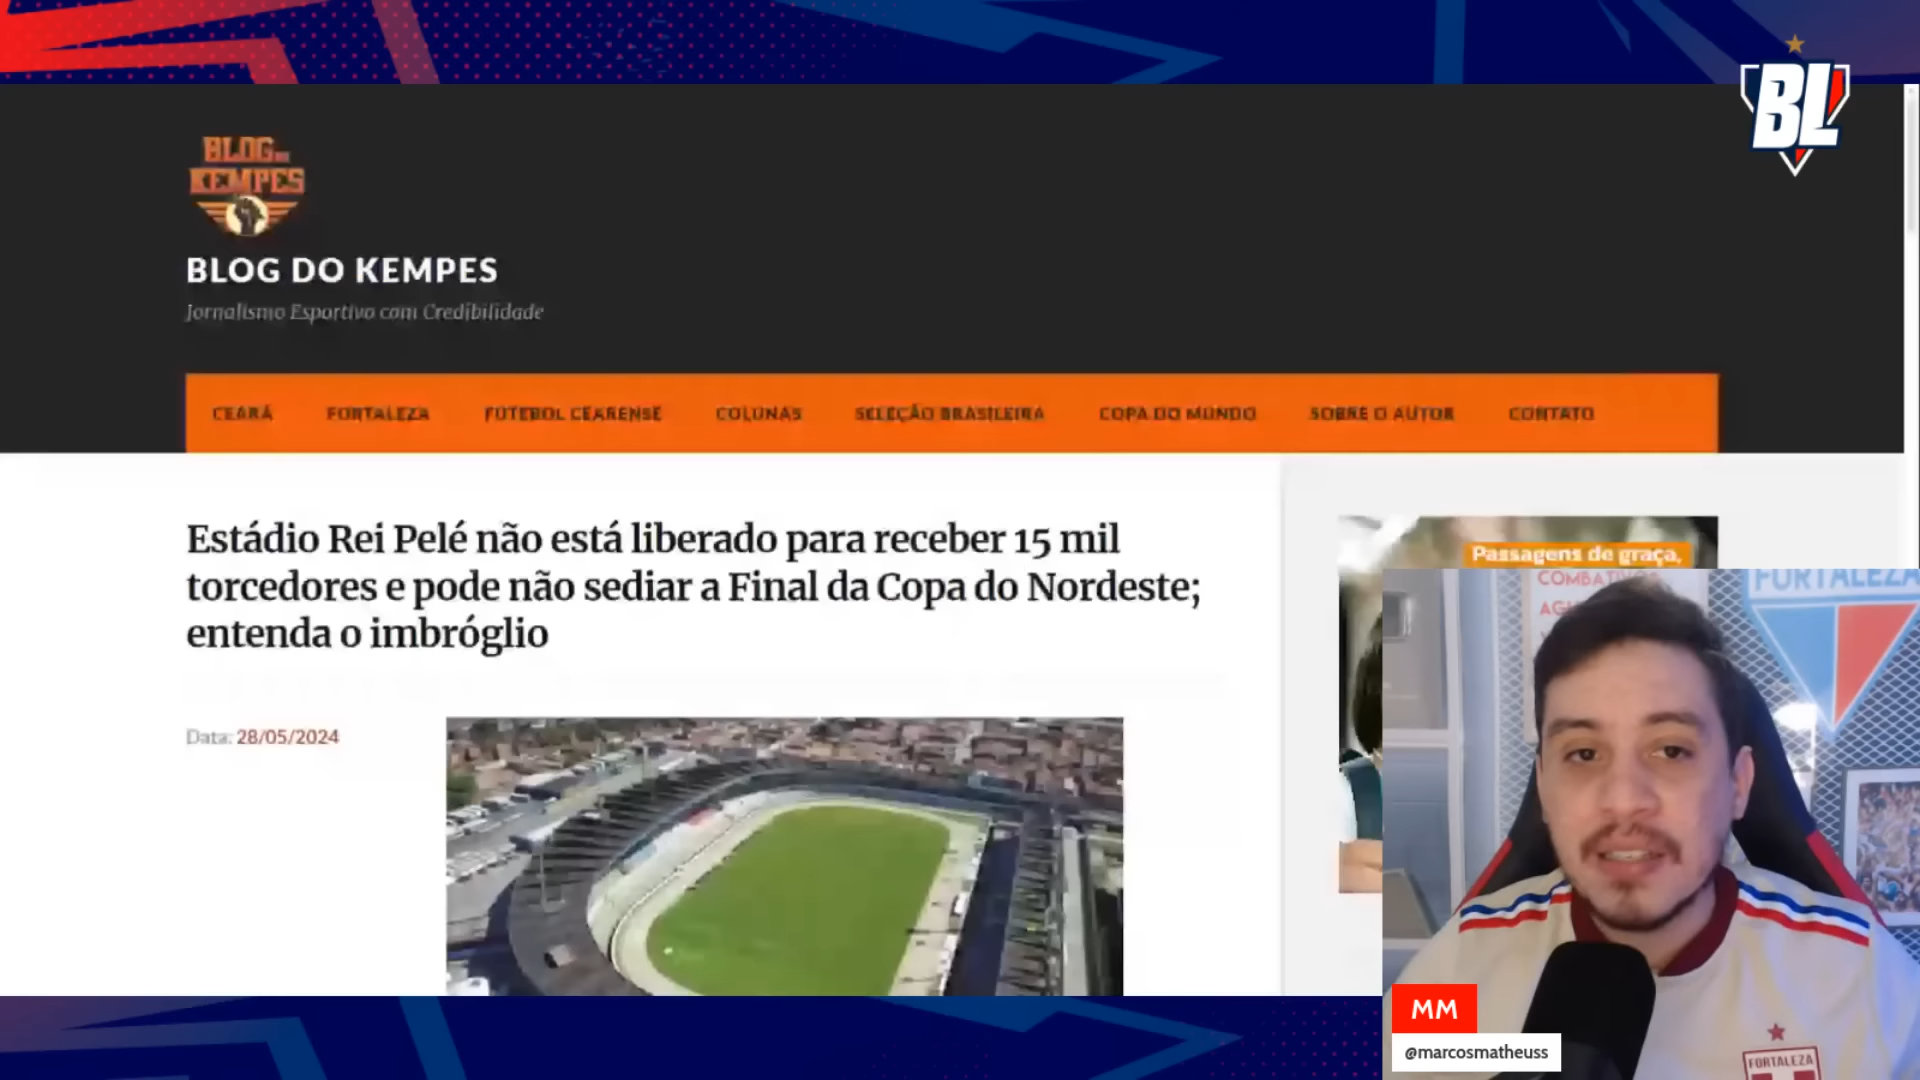 BL
BLOG DO
KEMPES
BLOG DO KEMPES
Jornalismo Esportivo com Credibilidade
CEARÁ FORTALEZA FUTEBOL CEARENSE COLUNAS SELEÇÃO BRASILEIRA COPA DO MUNDO SOBRE O AUTOR CONTATO
Estádio Rei Pelé não está liberado para receber 15 mil
torcedores e pode não sediar a Final da Copa do Nordeste;
entenda o imbróglio
Data: 28/05/2024
Passagens de graça,
COMBATIVOS
FORTALEZA
MM
@marcosmatheuss
FORTALEZA